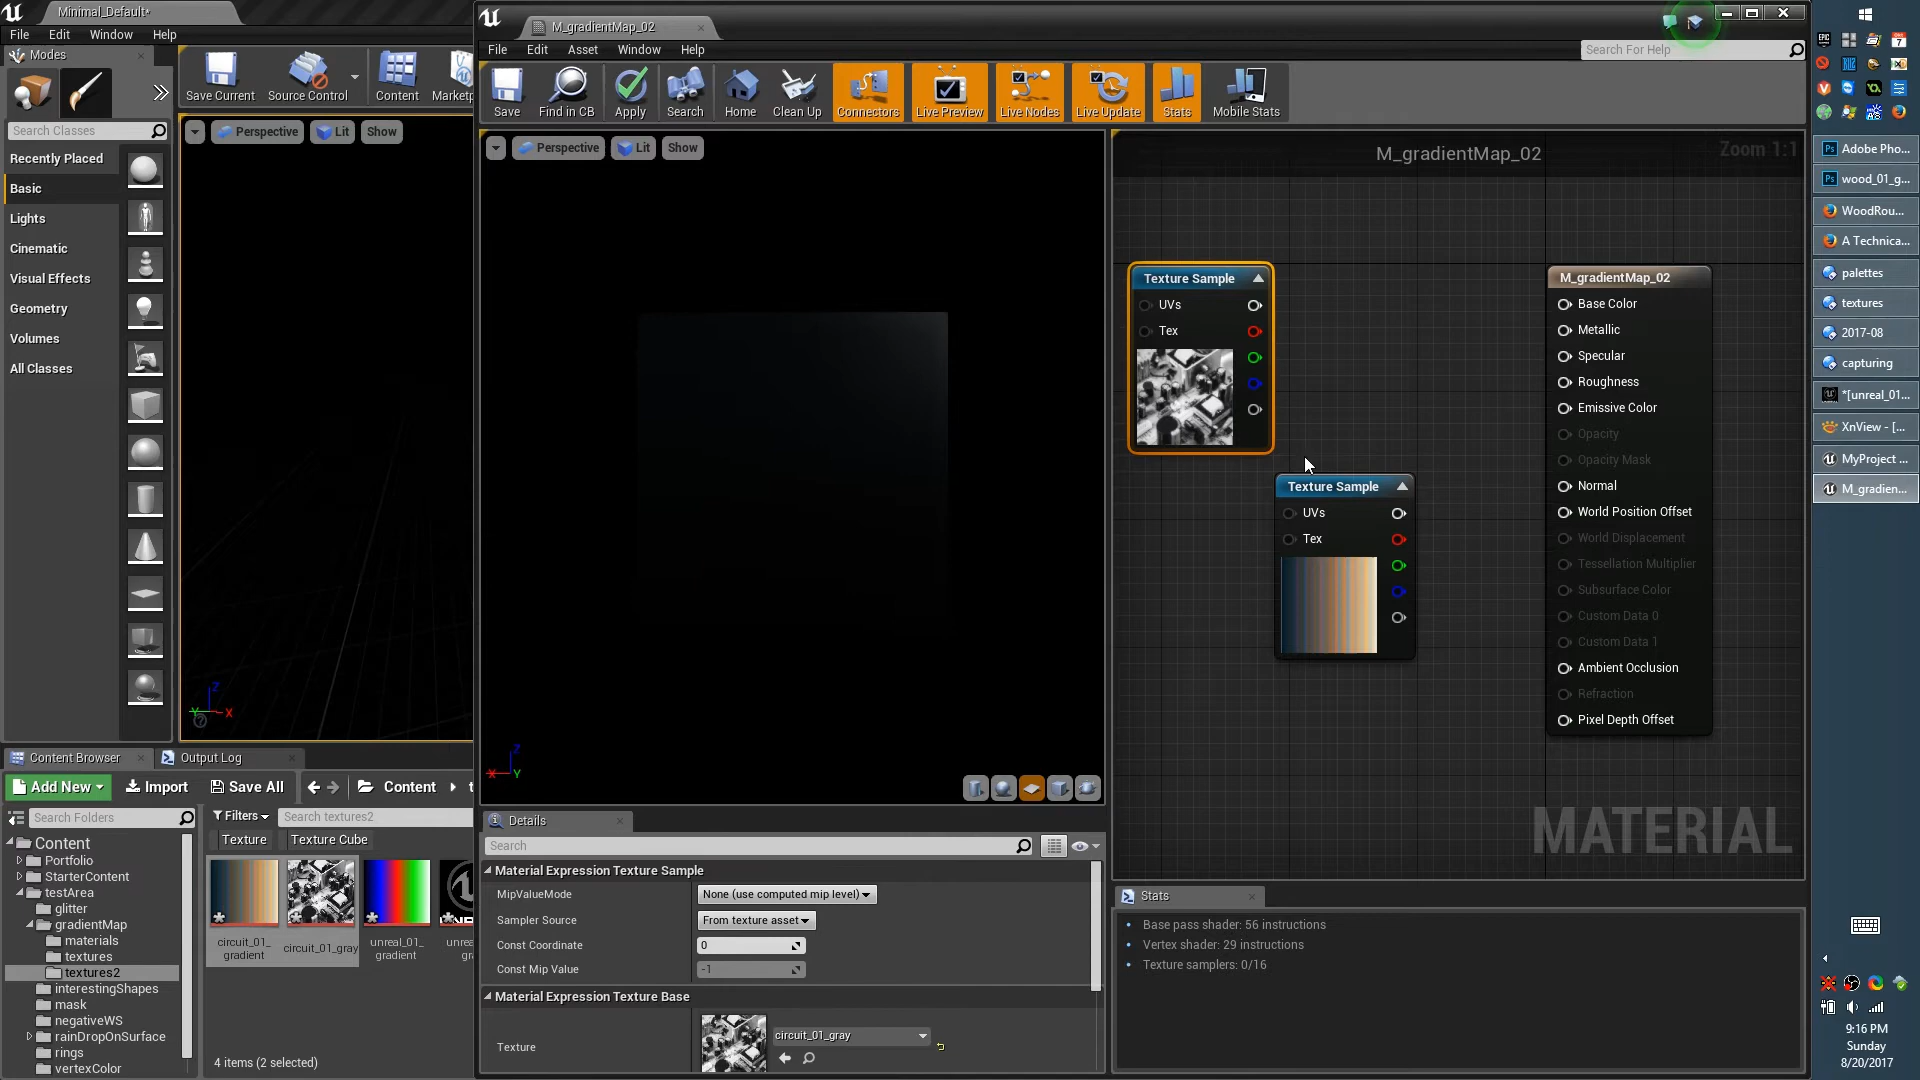 Minimal_Default*
File Edit Window Help
Modes
Save Current
Source Control
Content
Search Classes
Recently Placed
Basic
Lights
Cinematic
Visual Effects
Geometry
Volumes
All Classes
Perspective Lit Show
Content Browser
Output Log
Add New
Import
Save All
Content
Search Folders
Filters
Search textures2
Texture
Texture Cube
Content
Portfolio
StarterContent
testArea
glitter
gradientMap
materials
textures
textures2
interestingShapes
mask
negativeWS
rainDropOnSurface
rings
vertexColor
circuit_01_
gradient
circuit_01_gray
unreal_01_
gradient
4 items (2 selected)
M_gradientMap_02
File Edit Asset Window Help
Search For Help
Save
Find in CB
Apply
Search
Home
Clean Up
Connectors
Live Preview
Live Nodes
Live Update
Stats
Mobile Stats
Perspective Lit Show
X
Y
Z
Details
Search
Material Expression Texture Sample
MipValueMode
None (use computed mip level)
Sampler Source
From texture asset
Const Coordinate
0
Const Mip Value
-1
Material Expression Texture Base
Texture
circuit_01_gray
M_gradientMap_02
Zoom 1:1
Texture Sample
UVs
Tex
Texture Sample
UVs
Tex
M_gradientMap_02
Base Color
Metallic
Specular
Roughness
Emissive Color
Opacity
Opacity Mask
Normal
World Position Offset
World Displacement
Tessellation Multiplier
Subsurface Color
Custom Data 0
Custom Data 1
Ambient Occlusion
Refraction
Pixel Depth Offset
MATERIAL
Stats
Base pass shader: 56 instructions
Vertex shader: 29 instructions
Texture samplers: 0/16
Adobe Pho...
wood_01_g...
WoodRou...
A Technica...
palettes
textures
2017-08
capturing
*[unreal_01...
XnView - [...
MyProject ...
M_gradien...
9:16 PM
Sunday
8/20/2017